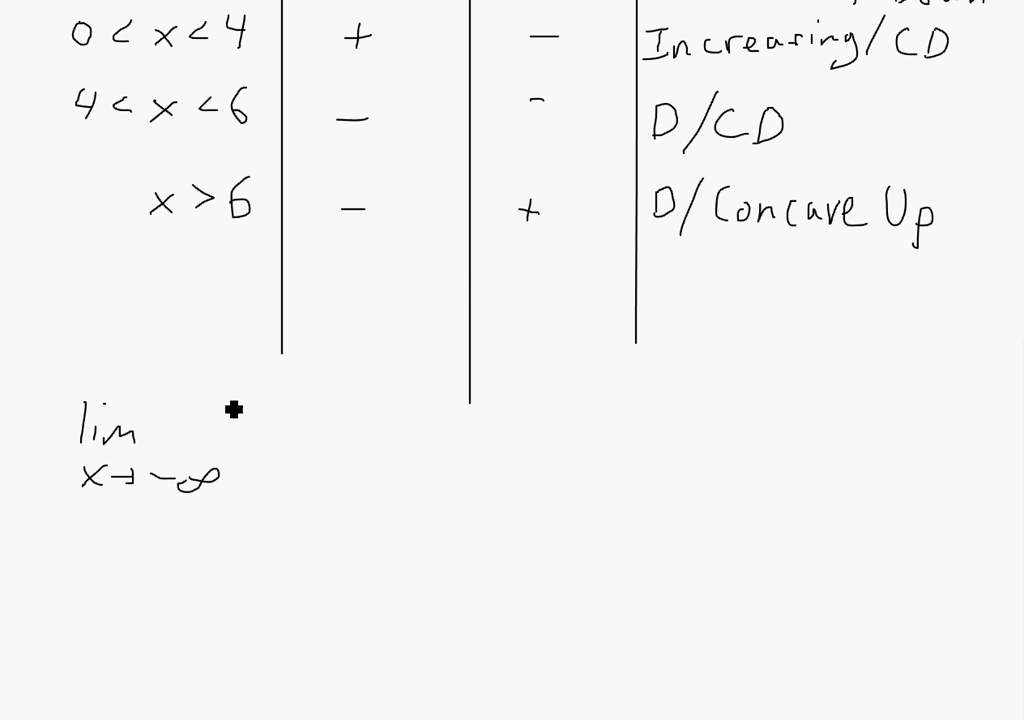 0 < x < 4 + - Increasing/CD
4 < x < 6 - - D/CD
x > 6 - + D/Concave Up
lim
x→ -∞